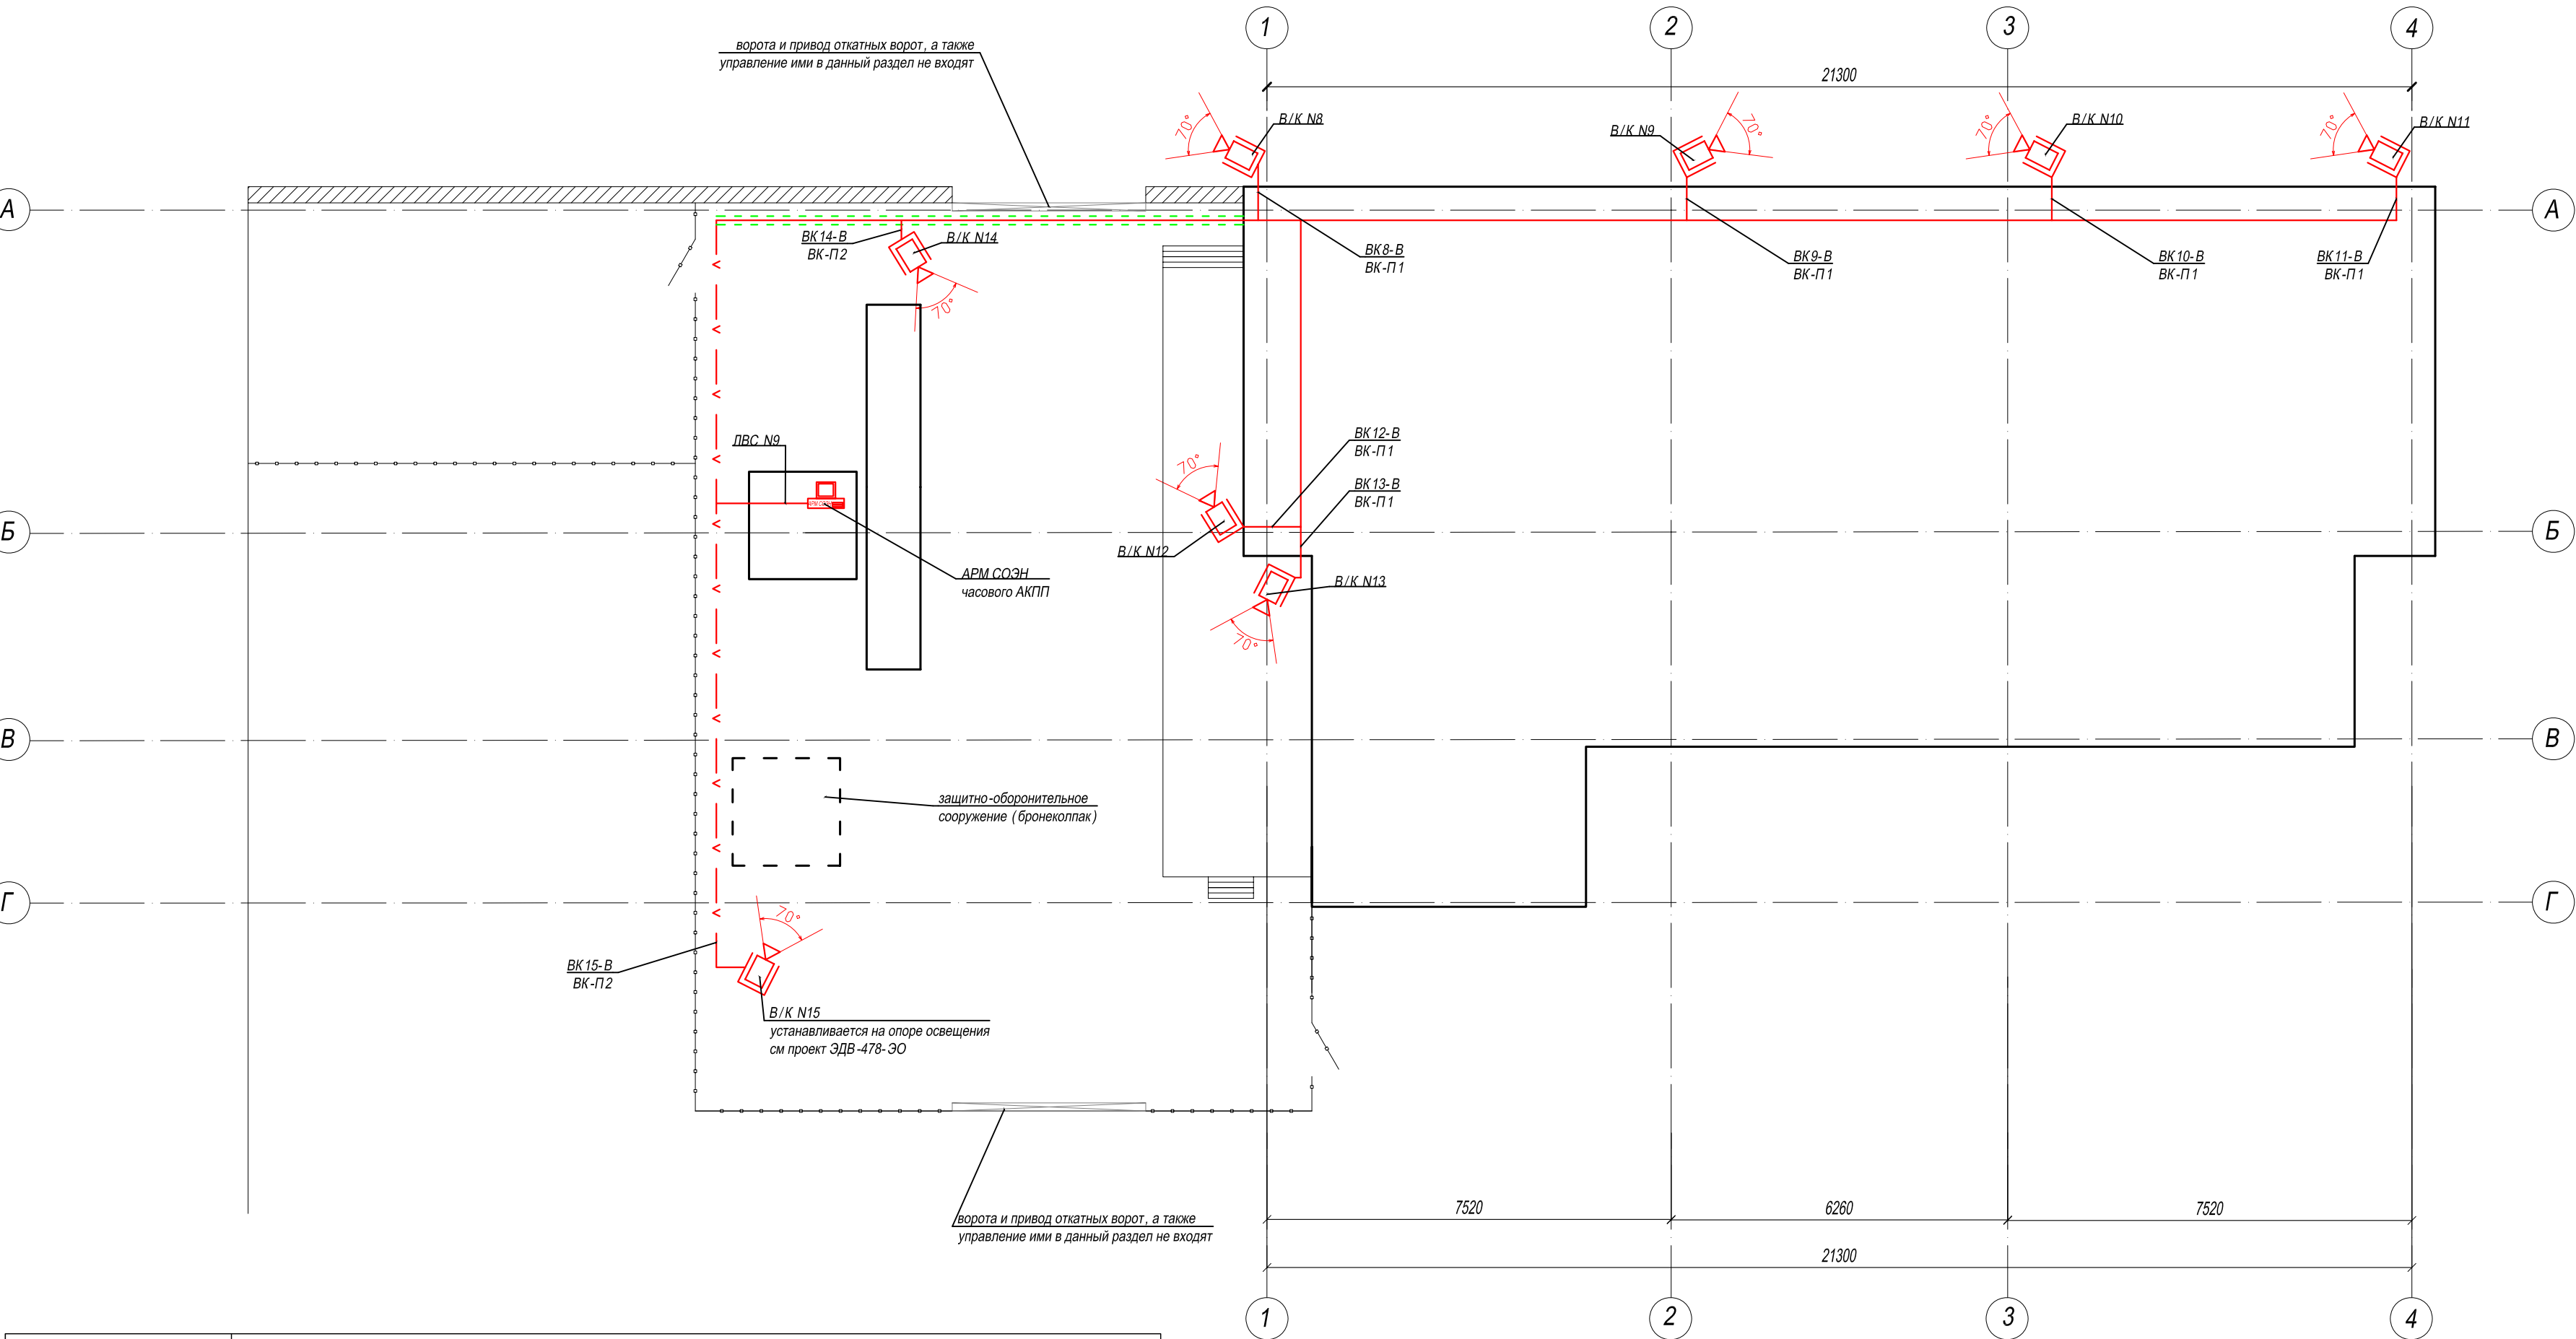 1
2
3
4
ворота и привод откатных ворот, а также
управление ими в данный раздел не входят
21300
70°
В/К N8
В/К N9
70°
70°
В/К N10
70°
В/К N11
А
А
ВК14-В
ВК-П2
В/К N14
70°
ВК8-В
ВК-П1
ВК9-В
ВК-П1
ВК10-В
ВК-П1
ВК11-В
ВК-П1
ЛВС N9
70°
ВК12-В
ВК-П1
ВК13-В
ВК-П1
Б
Б
В/К N12
АРМ СОЭН
часового АКПП
В/К N13
70°
В
В
защитно-оборонительное
сооружение (бронеколпак)
Г
Г
70°
ВК15-В
ВК-П2
В/К N15
устанавливается на опоре освещения
см проект ЭДВ-478-ЭО
ворота и привод откатных ворот, а также
управление ими в данный раздел не входят
7520
6260
7520
21300
1
2
3
4